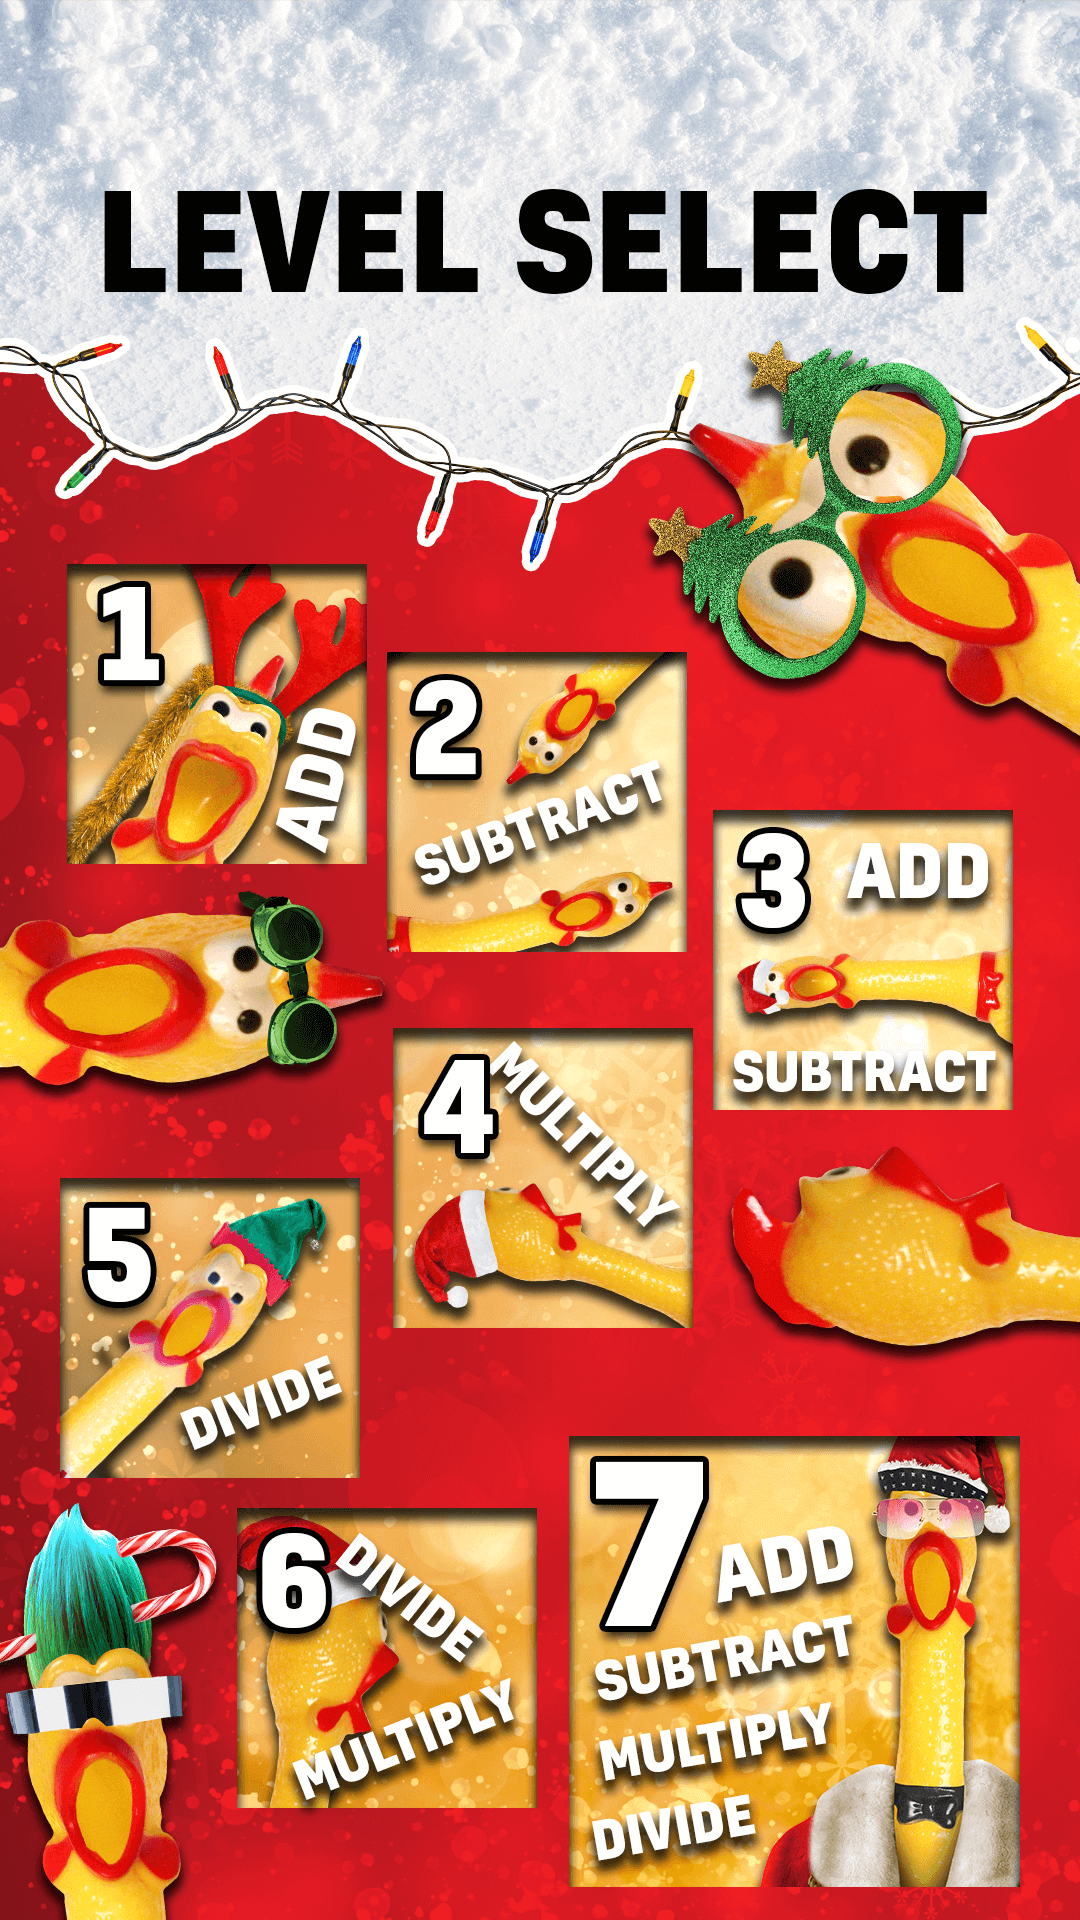 LEVEL SELECT
1
ADD
2
SUBTRACT
3
ADD
SUBTRACT
4
MULTIPLY
5
DIVIDE
6
DIVIDE
MULTIPLY
7
ADD
SUBTRACT
MULTIPLY
DIVIDE